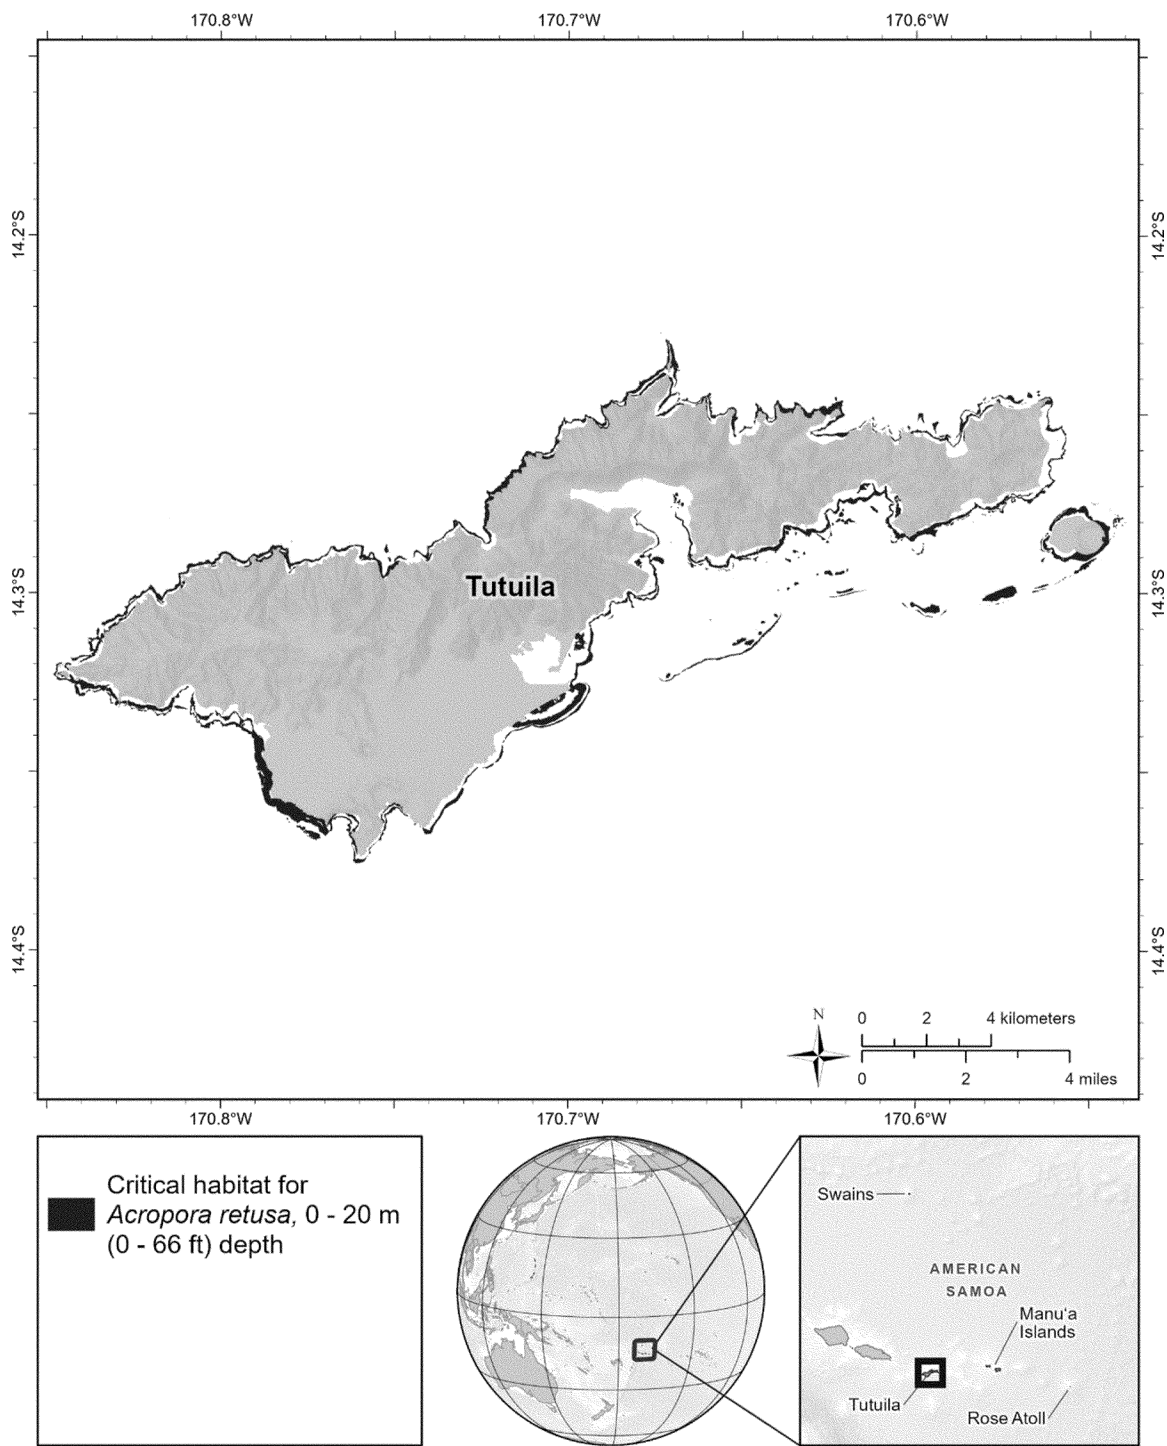 170.8°W
170.7°W
170.6°W
14.2°S
14.2°S
Tutuila
14.3°S
14.3°S
14.4°S
14.4°S
N
0 2 4 kilometers
0 2 4 miles
170.8°W
170.7°W
170.6°W
Critical habitat for
Acropora retusa, 0 - 20 m
(0 - 66 ft) depth
Swains
AMERICAN
SAMOA
Manu'a
Islands
Tutuila
Rose Atoll